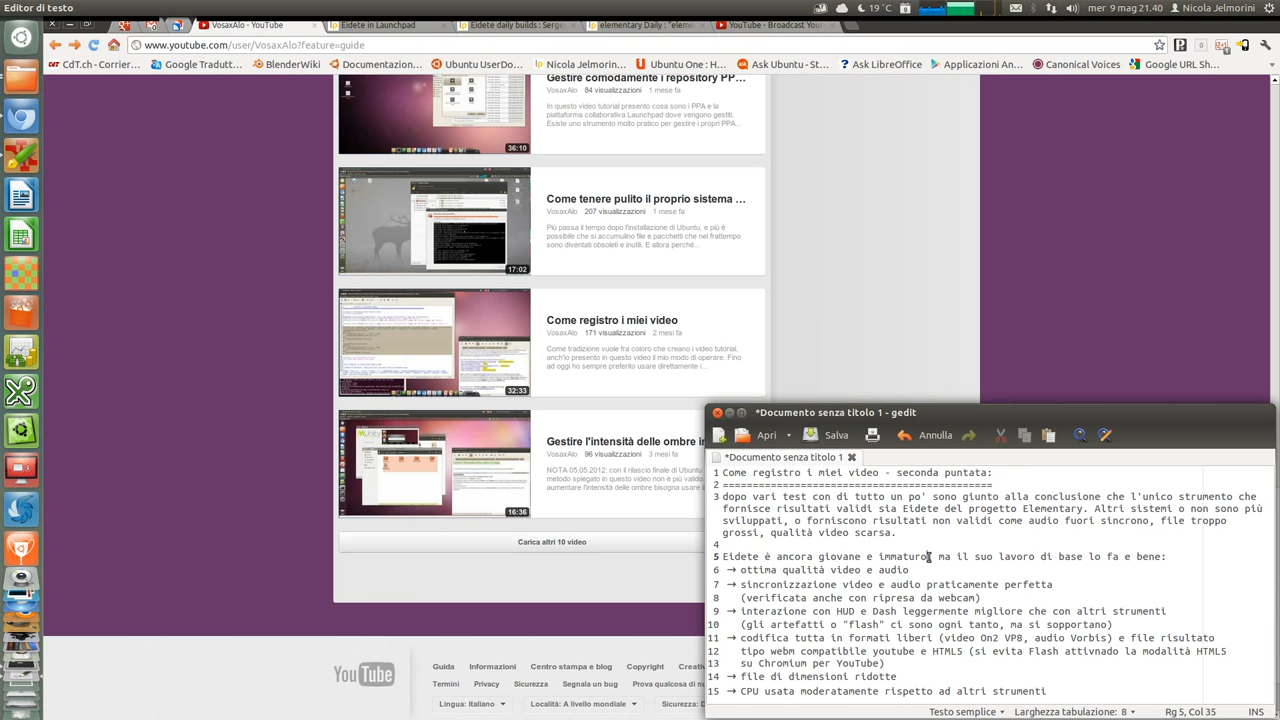 Editor di testo
19 °C
mer 9 mag 21.40
Nicola Jelmorini
VosaxAlo - YouTube
Eidete in Launchpad
Eidete daily builds : Serge
elementary Daily : "eleme
YouTube - Broadcast You
www.youtube.com/user/VosaxAlo?feature=guide
CdT.ch - Corrier...
Google Tradutt...
BlenderWiki
Documentazion...
Ubuntu UserDo...
Nicola Jelmorin...
Ubuntu One : H...
Ask Ubuntu - St...
Ask LibreOffice
Applicazioni An...
Canonical Voices
Google URL Sh...
Gestire comodamente i repository PP...
VosaxAlo 84 visualizzazioni 1 mese fa
In questo video tutorial presento cosa sono i PPA e la
piattaforma collaborativa Launchpad dove vengono gestiti.
Esiste uno strumento molto pratico per gestire i propri PPA...
36:10
Come tenere pulito il proprio sistema ...
VosaxAlo 207 visualizzazioni 1 mese fa
Più passa il tempo dopo l'installazione di Ubuntu, e più è
possibile che si accumulino file e pacchetti che nel frattempo
sono diventati obsoleti e inutili. E allora perché...
17:02
Come registro i miei video
VosaxAlo 171 visualizzazioni 2 mesi fa
Come tradizione vuole fra coloro che creano i video tutorial,
anch'io presento in questo video il mio modo di operare. Fino
ad oggi ho sempre preferito fare direttamente i...
32:33
Gestire l'intensità delle ombre in
VosaxAlo 96 visualizzazioni 3 mesi fa
NOTA 05.05.2012: con il rilascio finale di Ubuntu
metodo spiegato in questo video non è più valido.
aumentare l'intensità delle ombre bisogna usare
16:36
Carica altri 10 video
YouTube
Guida Informazioni Centro stampa e blog Copyright
Termini Privacy Sicurezza Segnala un bug Prova qualcosa di
Lingua: Italiano Località: A livello mondiale Sicurezza:
*Documento senza titolo 1 - gedit
Apri Salva Annulla
*Documento senza titolo 1
1 Come registro i miei video - seconda puntata:
2 =============================================
3 dopo vari test con di tutto un po' sono giunto alla conclusione che l'unico strumento che
fornisce risultati validi è Eidete del progetto Elementary. Altri sistemi non sono più
sviluppati, o forniscono risultati non validi come audio fuori sincrono, file troppo
grossi, qualità video scarsa.
4
5 Eidete è ancora giovane e immaturo, ma il suo lavoro di base lo fa e bene:
6 → ottima qualità video e audio
7 → sincronizzazione video e audio praticamente perfetta
8 (verificata anche con ripresa da webcam)
9 → interazione con HUD e Dash leggermente migliore che con altri strumenti
10 (gli artefatti o "flash" ci sono ogni tanto, ma si sopportano)
11 → codifica tutta in formati liberi (video On2 VP8, audio Vorbis) e file risultato
12 tipo webm compatibile Youtube e HTML5 (si evita Flash attivnado la modalità HTML5
13 su Chromium per YouTube)
14 → file di dimensioni ridotte
15 → CPU usata moderatamente rispetto ad altri strumenti
Testo semplice Larghezza tabulazione: 8 Rg 5, Col 35 INS